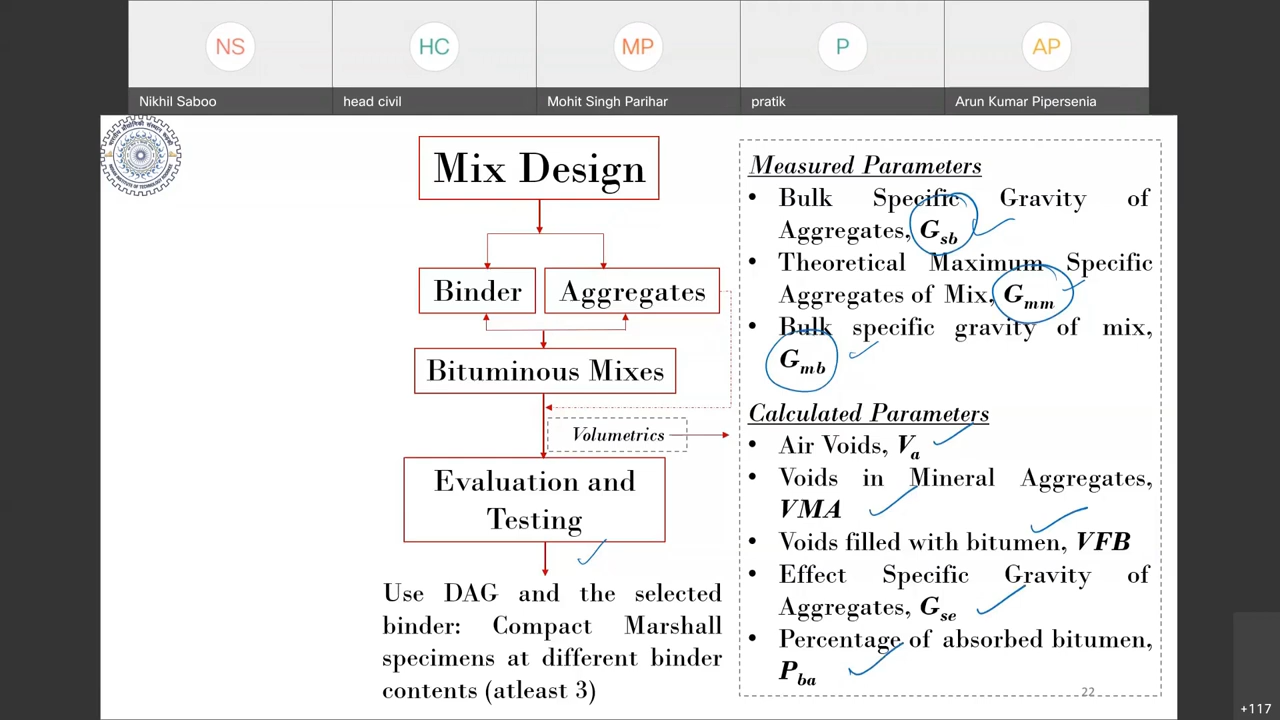 NS
HC
MP
P
AP
Nikhil Saboo
head civil
Mohit Singh Parihar
pratik
Arun Kumar Pipersenia
Mix Design
Binder
Aggregates
Bituminous Mixes
Volumetrics
Evaluation and
Testing
Use DAG and the selected
binder: Compact Marshall
specimens at different binder
contents (atleast 3)
Measured Parameters
• Bulk Specific Gravity of
Aggregates, Gsb
• Theoretical Maximum Specific
Aggregates of Mix, Gmm
• Bulk specific gravity of mix,
Gmb
Calculated Parameters
• Air Voids, Va
• Voids in Mineral Aggregates,
VMA
• Voids filled with bitumen, VFB
• Effect Specific Gravity of
Aggregates, Gse
• Percentage of absorbed bitumen,
Pba
22
+117